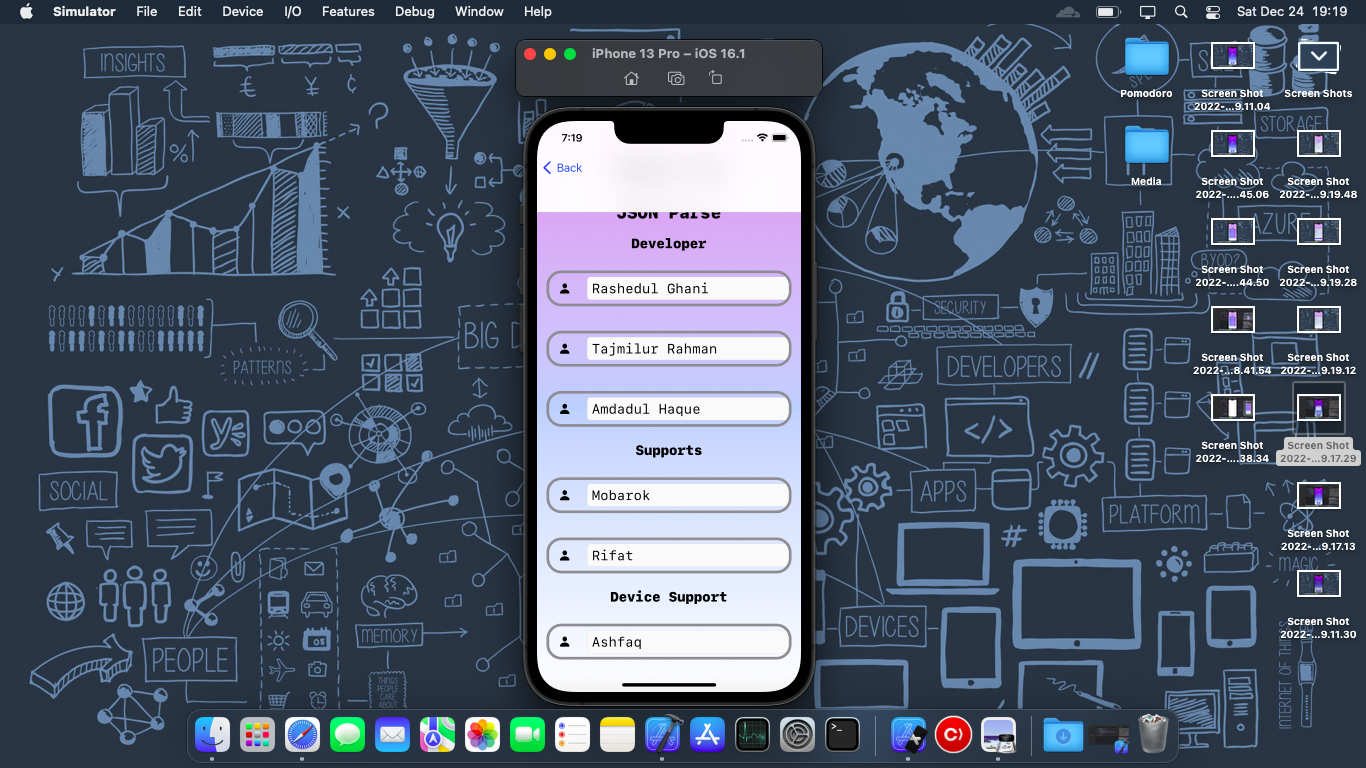 Simulator File Edit Device I/O Features Debug Window Help
Sat Dec 24 19:19
iPhone 13 Pro – iOS 16.1
7:19
Back
JSON Parse
Developer
Rashedul Ghani
Tajmilur Rahman
Amdadul Haque
Supports
Mobarok
Rifat
Device Support
Ashfaq
Pomodoro
Media
Screen Shot
2022-...9.11.04
Screen Shots
Screen Shot
2022-....45.06
Screen Shot
2022-...9.19.48
Screen Shot
2022-....44.50
Screen Shot
2022-...9.19.28
Screen Shot
2022-...8.41.54
Screen Shot
2022-...9.19.12
Screen Shot
2022-....38.34
Screen Shot
2022-...9.17.29
Screen Shot
2022-...9.17.13
Screen Shot
2022-...9.11.30
INSIGHTS
%
PATTERNS
BIG D
SOCIAL
PEOPLE
MEMORY
THINGS
PEOPLE
CARE
ABOUT
STORAGE
AZURE
BYOD?
SECURITY
DEVELOPERS //
</>
APPS
#
PLATFORM
MAGIC
DEVICES
INTERNET OF THINGS
>_